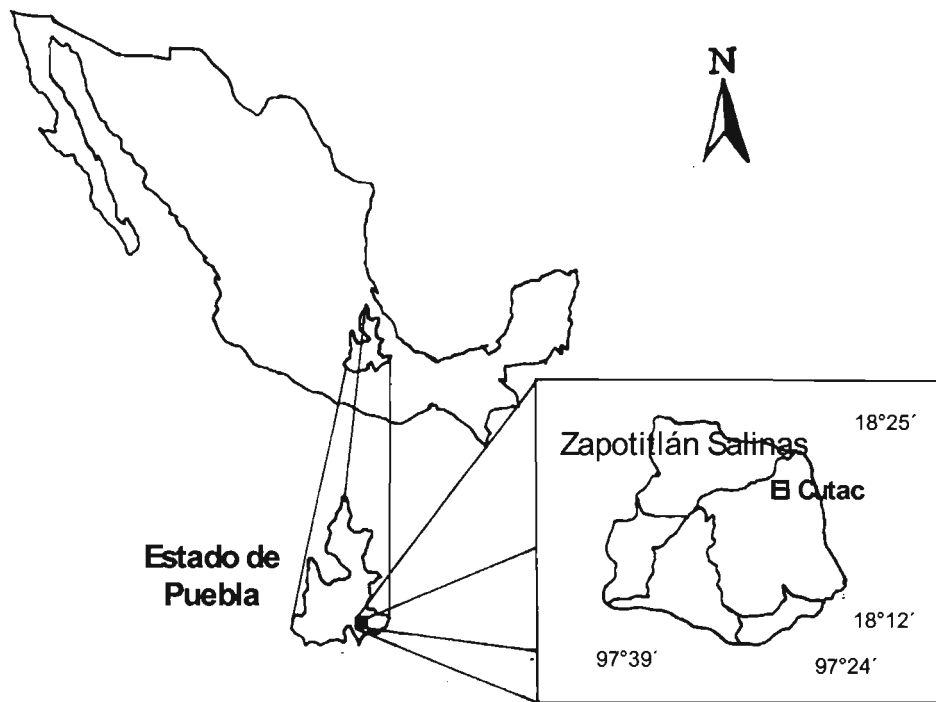 N
18°25´
Zapotitlán Salinas
El Cutac
Estado de
Puebla
18°12´
97°39´
97°24´